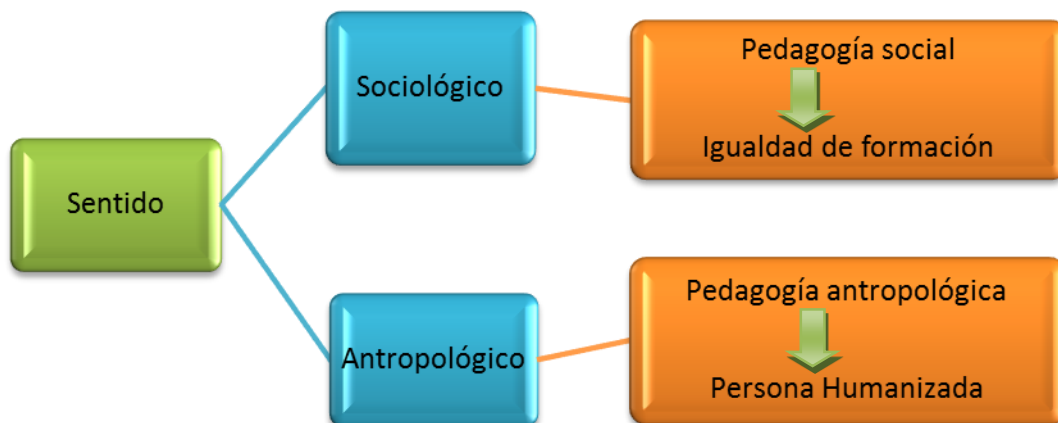 Sentido
Sociológico
Pedagogía social
Igualdad de formación
Antropológico
Pedagogía antropológica
Persona Humanizada